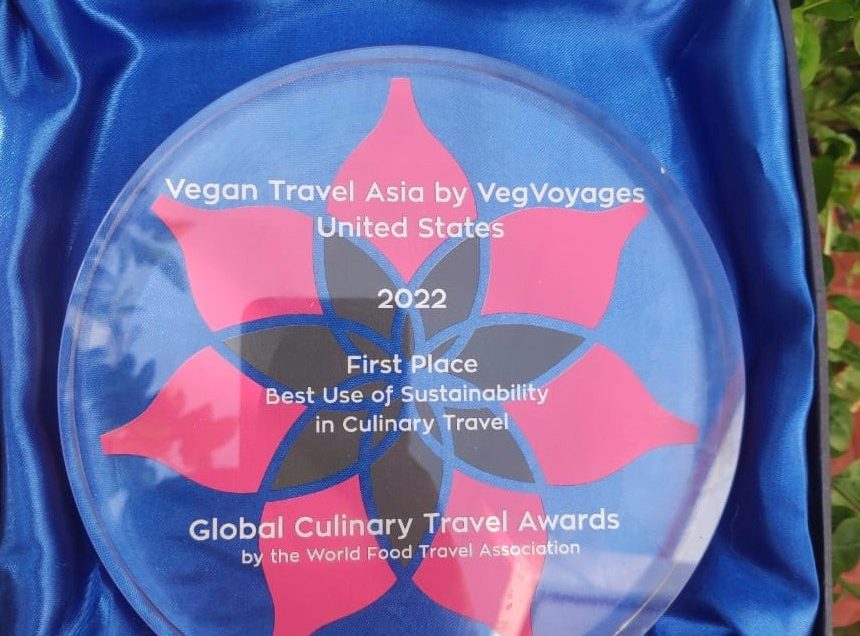 Vegan Travel Asia by VegVoyages
United States
2022
First Place
Best Use of Sustainability
in Culinary Travel
Global Culinary Travel Awards
by the World Food Travel Association